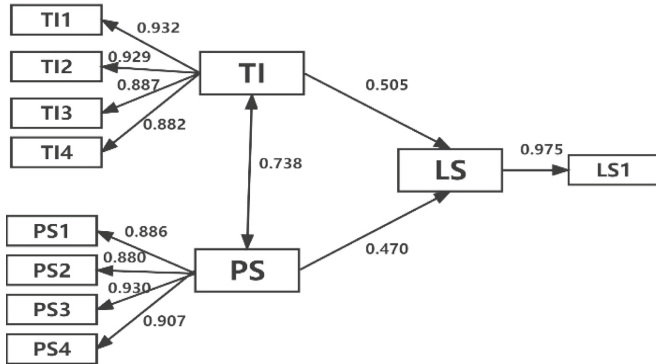 TI1
0.932
TI2
0.929
TI
TI3
0.887
0.505
TI4
0.882
0.738
LS
0.975
LS1
PS1
0.886
PS2
0.880
PS
0.470
PS3
0.930
PS4
0.907